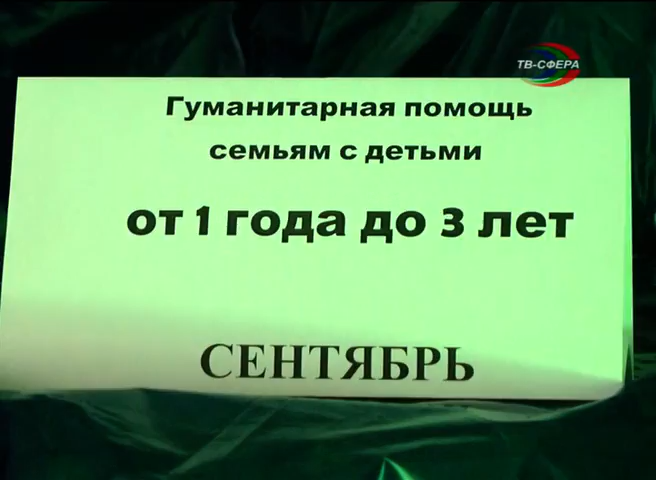 ТВ-СФЕРА
Гуманитарная помощь
семьям с детьми
от 1 года до 3 лет
СЕНТЯБРЬ